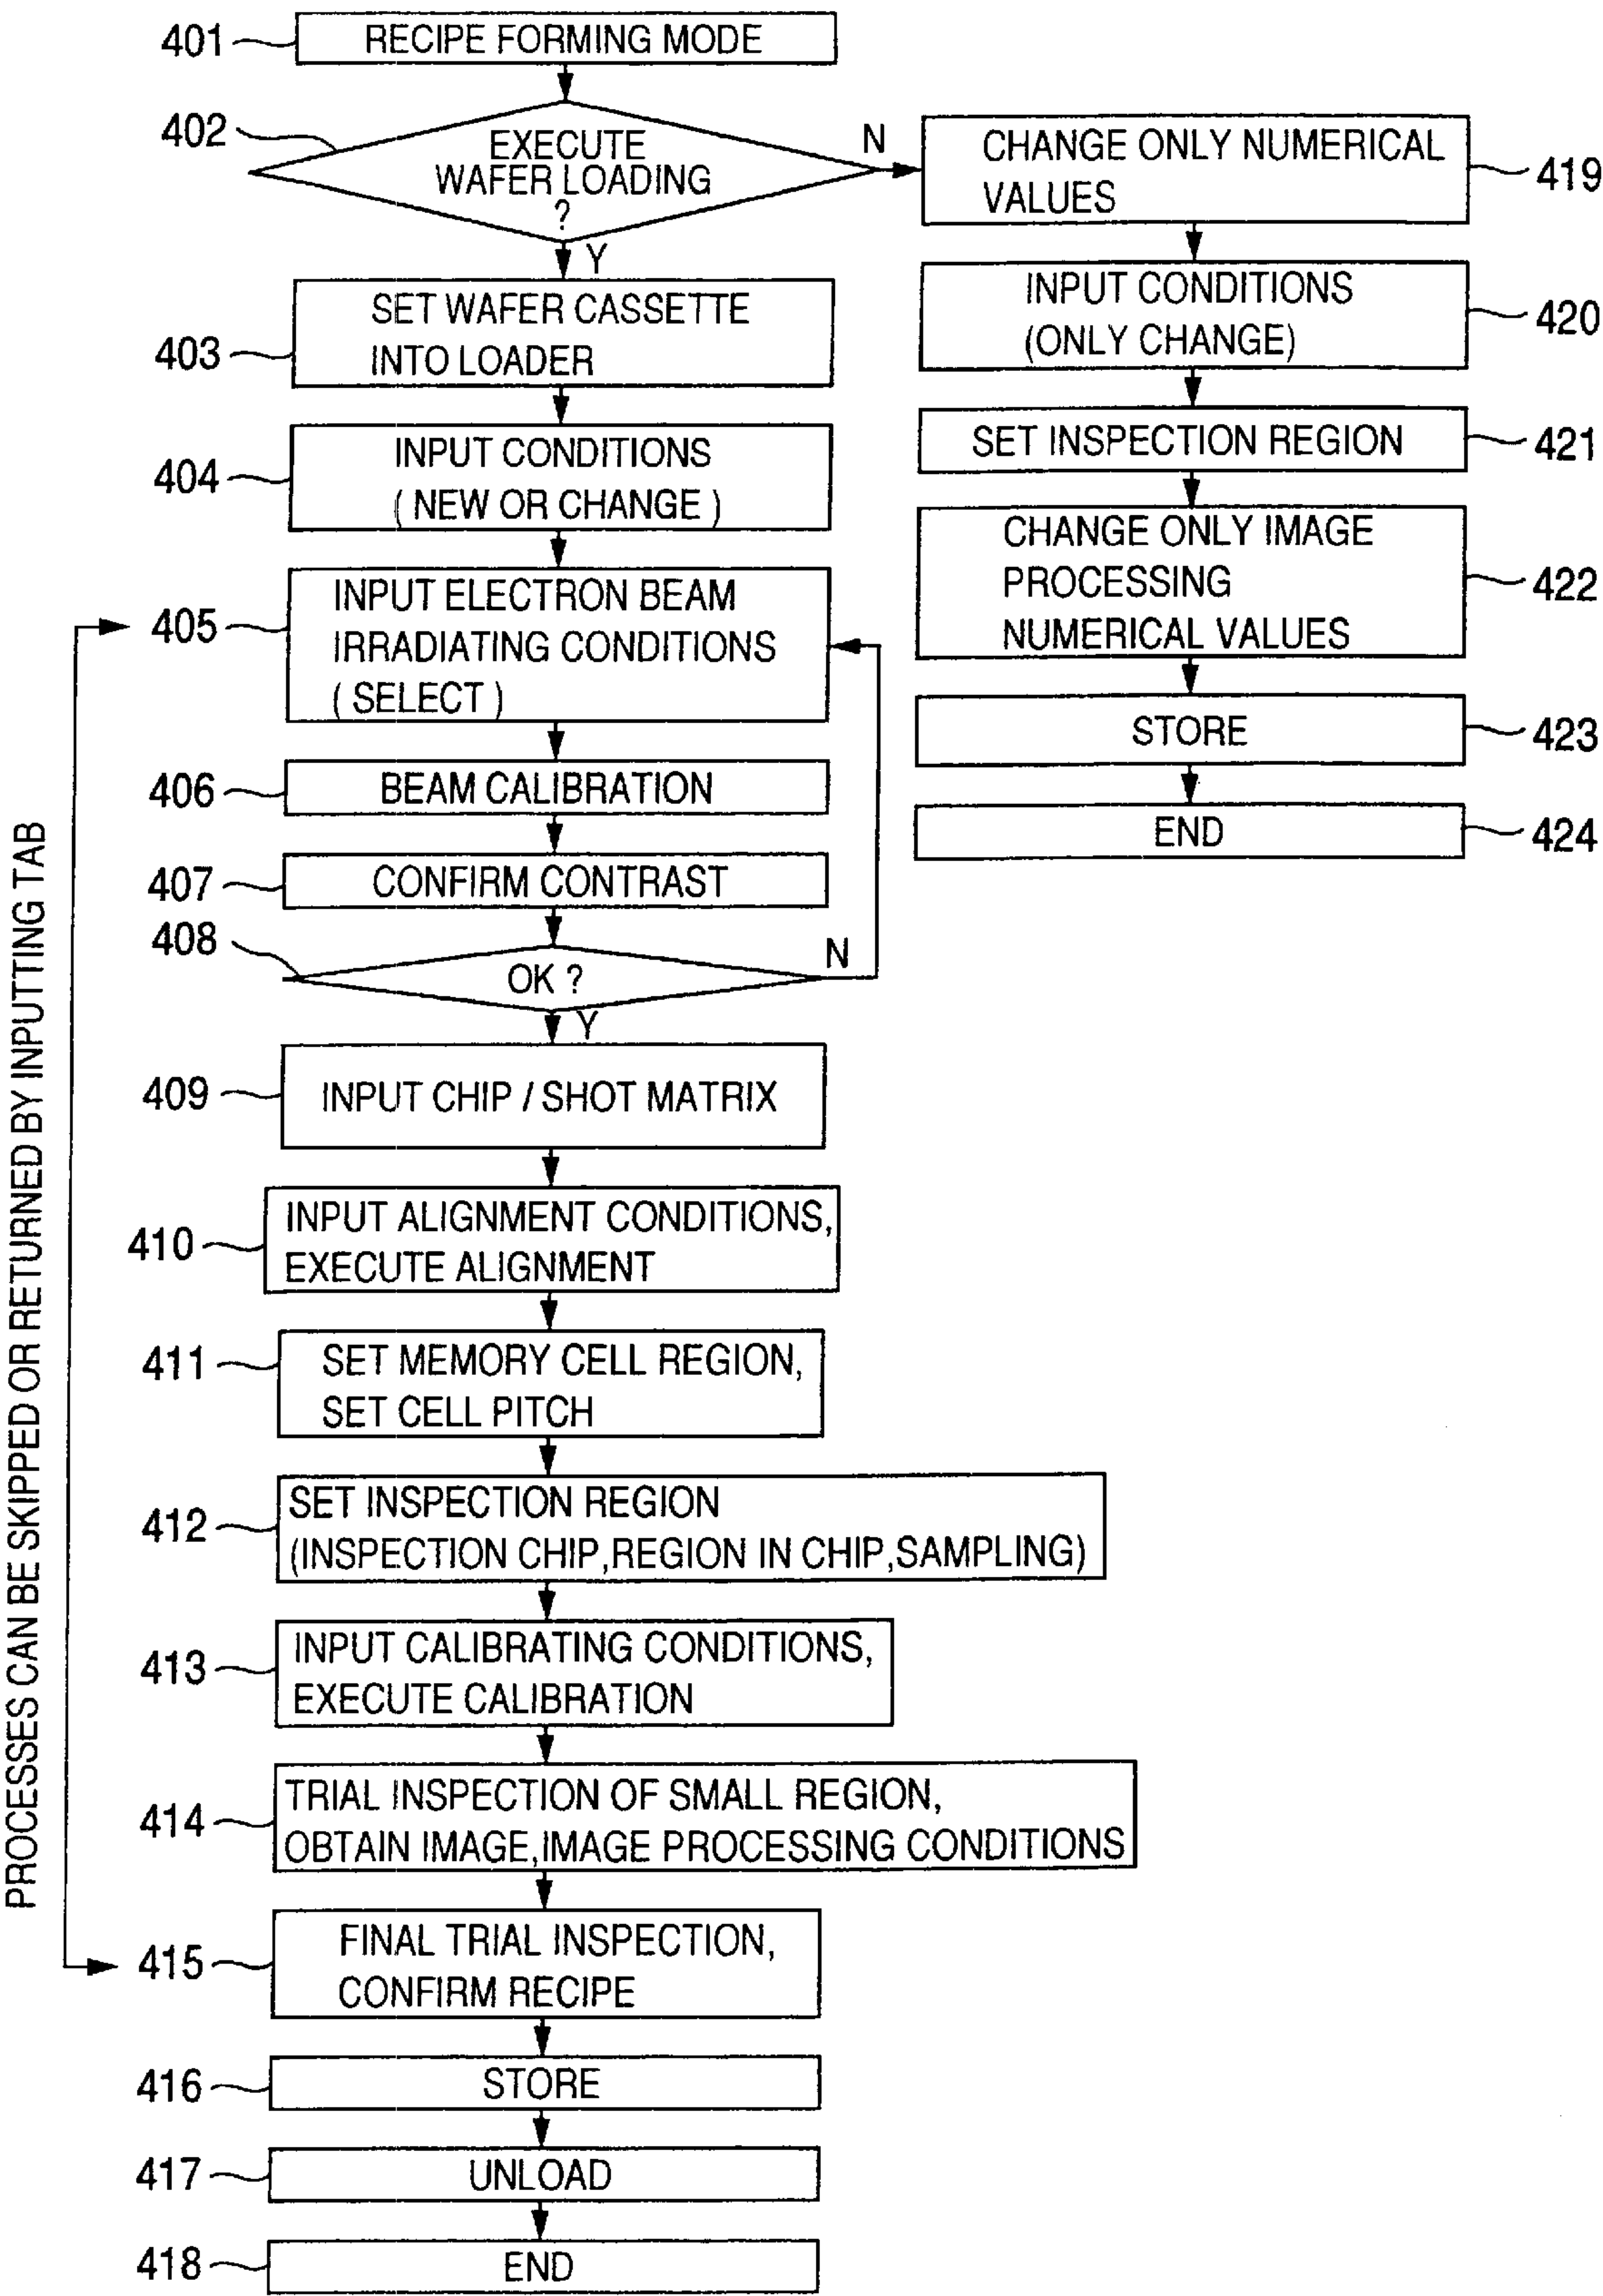 401
RECIPE FORMING MODE
402
EXECUTE
WAFER LOADING
?
N
Y
403
SET WAFER CASSETTE
INTO LOADER
404
INPUT CONDITIONS
( NEW OR CHANGE )
405
INPUT ELECTRON BEAM
IRRADIATING CONDITIONS
( SELECT )
406
BEAM CALIBRATION
407
CONFIRM CONTRAST
408
OK ?
N
Y
409
INPUT CHIP / SHOT MATRIX
410
INPUT ALIGNMENT CONDITIONS,
EXECUTE ALIGNMENT
411
SET MEMORY CELL REGION,
SET CELL PITCH
412
SET INSPECTION REGION
(INSPECTION CHIP,REGION IN CHIP,SAMPLING)
413
INPUT CALIBRATING CONDITIONS,
EXECUTE CALIBRATION
414
TRIAL INSPECTION OF SMALL REGION,
OBTAIN IMAGE,IMAGE PROCESSING CONDITIONS
415
FINAL TRIAL INSPECTION,
CONFIRM RECIPE
416
STORE
417
UNLOAD
418
END
CHANGE ONLY NUMERICAL
VALUES
419
INPUT CONDITIONS
(ONLY CHANGE)
420
SET INSPECTION REGION
421
CHANGE ONLY IMAGE
PROCESSING
NUMERICAL VALUES
422
STORE
423
END
424
PROCESSES CAN BE SKIPPED OR RETURNED BY INPUTTING TAB